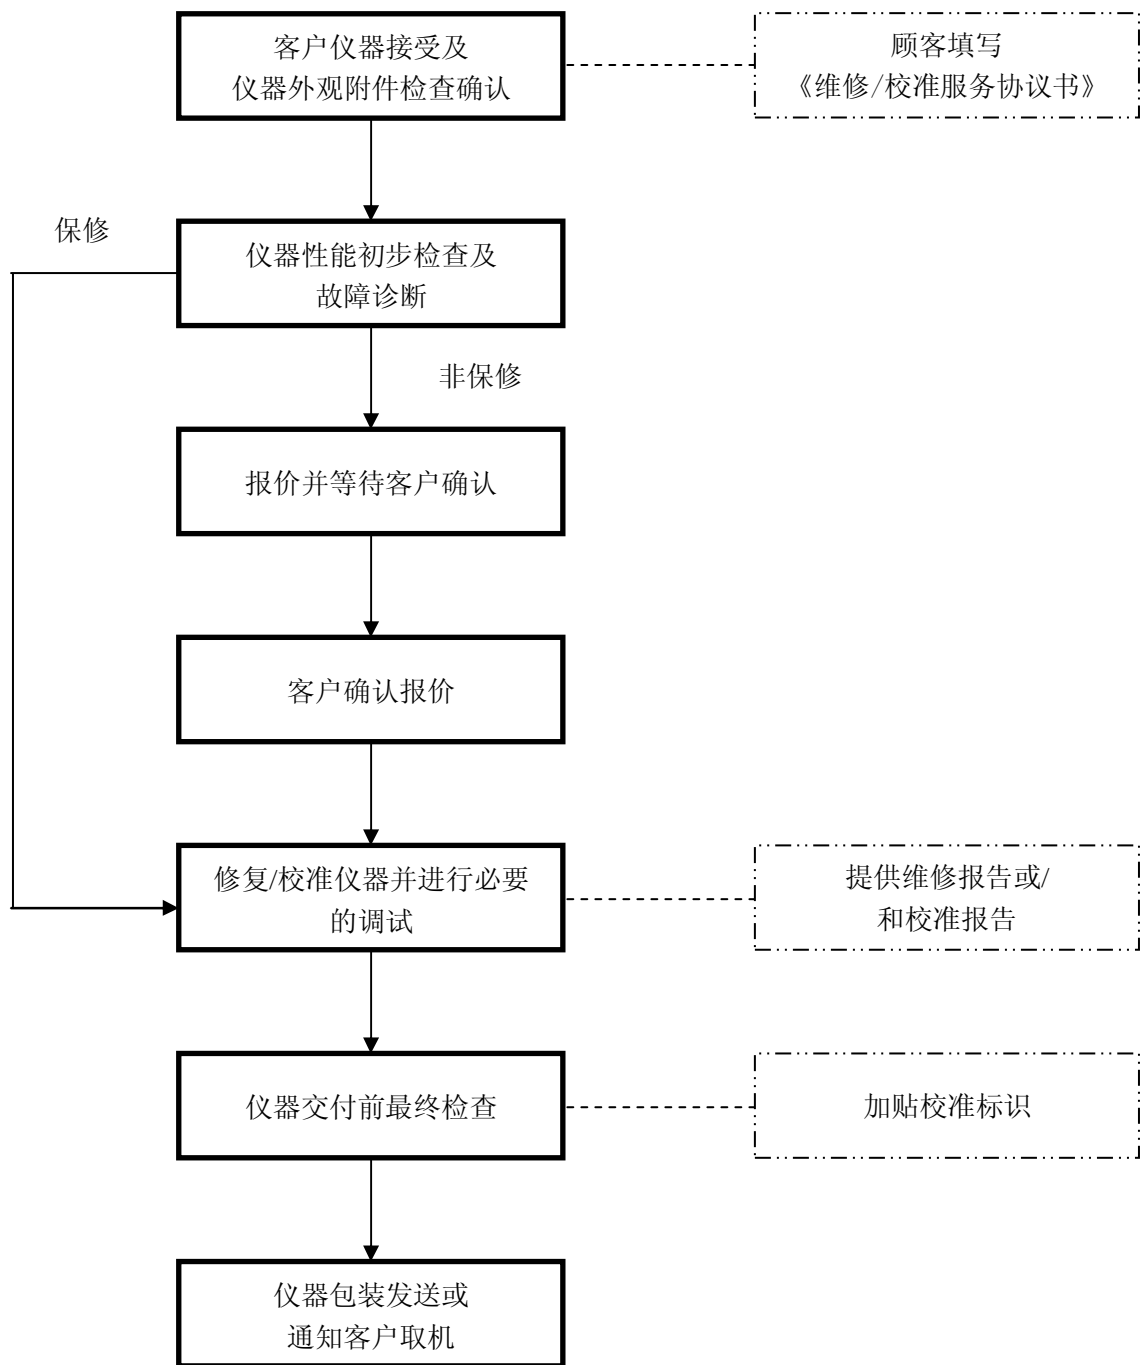 客户仪器接受及
仪器外观附件检查确认
顾客填写
《维修/校准服务协议书》
保修
仪器性能初步检查及
故障诊断
非保修
报价并等待客户确认
客户确认报价
修复/校准仪器并进行必要
的调试
提供维修报告或/
和校准报告
仪器交付前最终检查
加贴校准标识
仪器包装发送或
通知客户取机